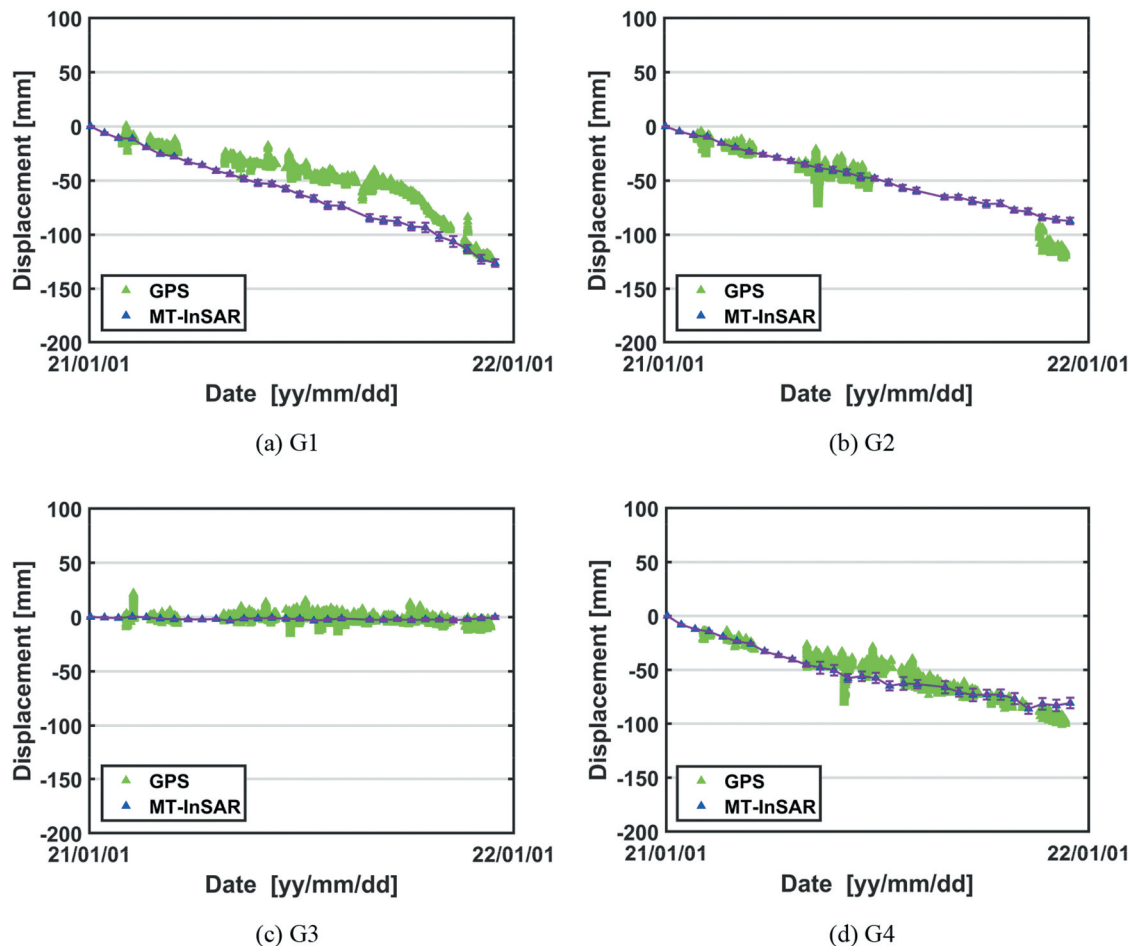 100
50
0
-50
-100
-150
-200
Displacement [mm]
GPS
MT-InSAR
21/01/01
22/01/01
Date [yy/mm/dd]
(a) G1
100
50
0
-50
-100
-150
-200
Displacement [mm]
GPS
MT-InSAR
21/01/01
22/01/01
Date [yy/mm/dd]
(b) G2
100
50
0
-50
-100
-150
-200
Displacement [mm]
GPS
MT-InSAR
21/01/01
22/01/01
Date [yy/mm/dd]
(c) G3
100
50
0
-50
-100
-150
-200
Displacement [mm]
GPS
MT-InSAR
21/01/01
22/01/01
Date [yy/mm/dd]
(d) G4